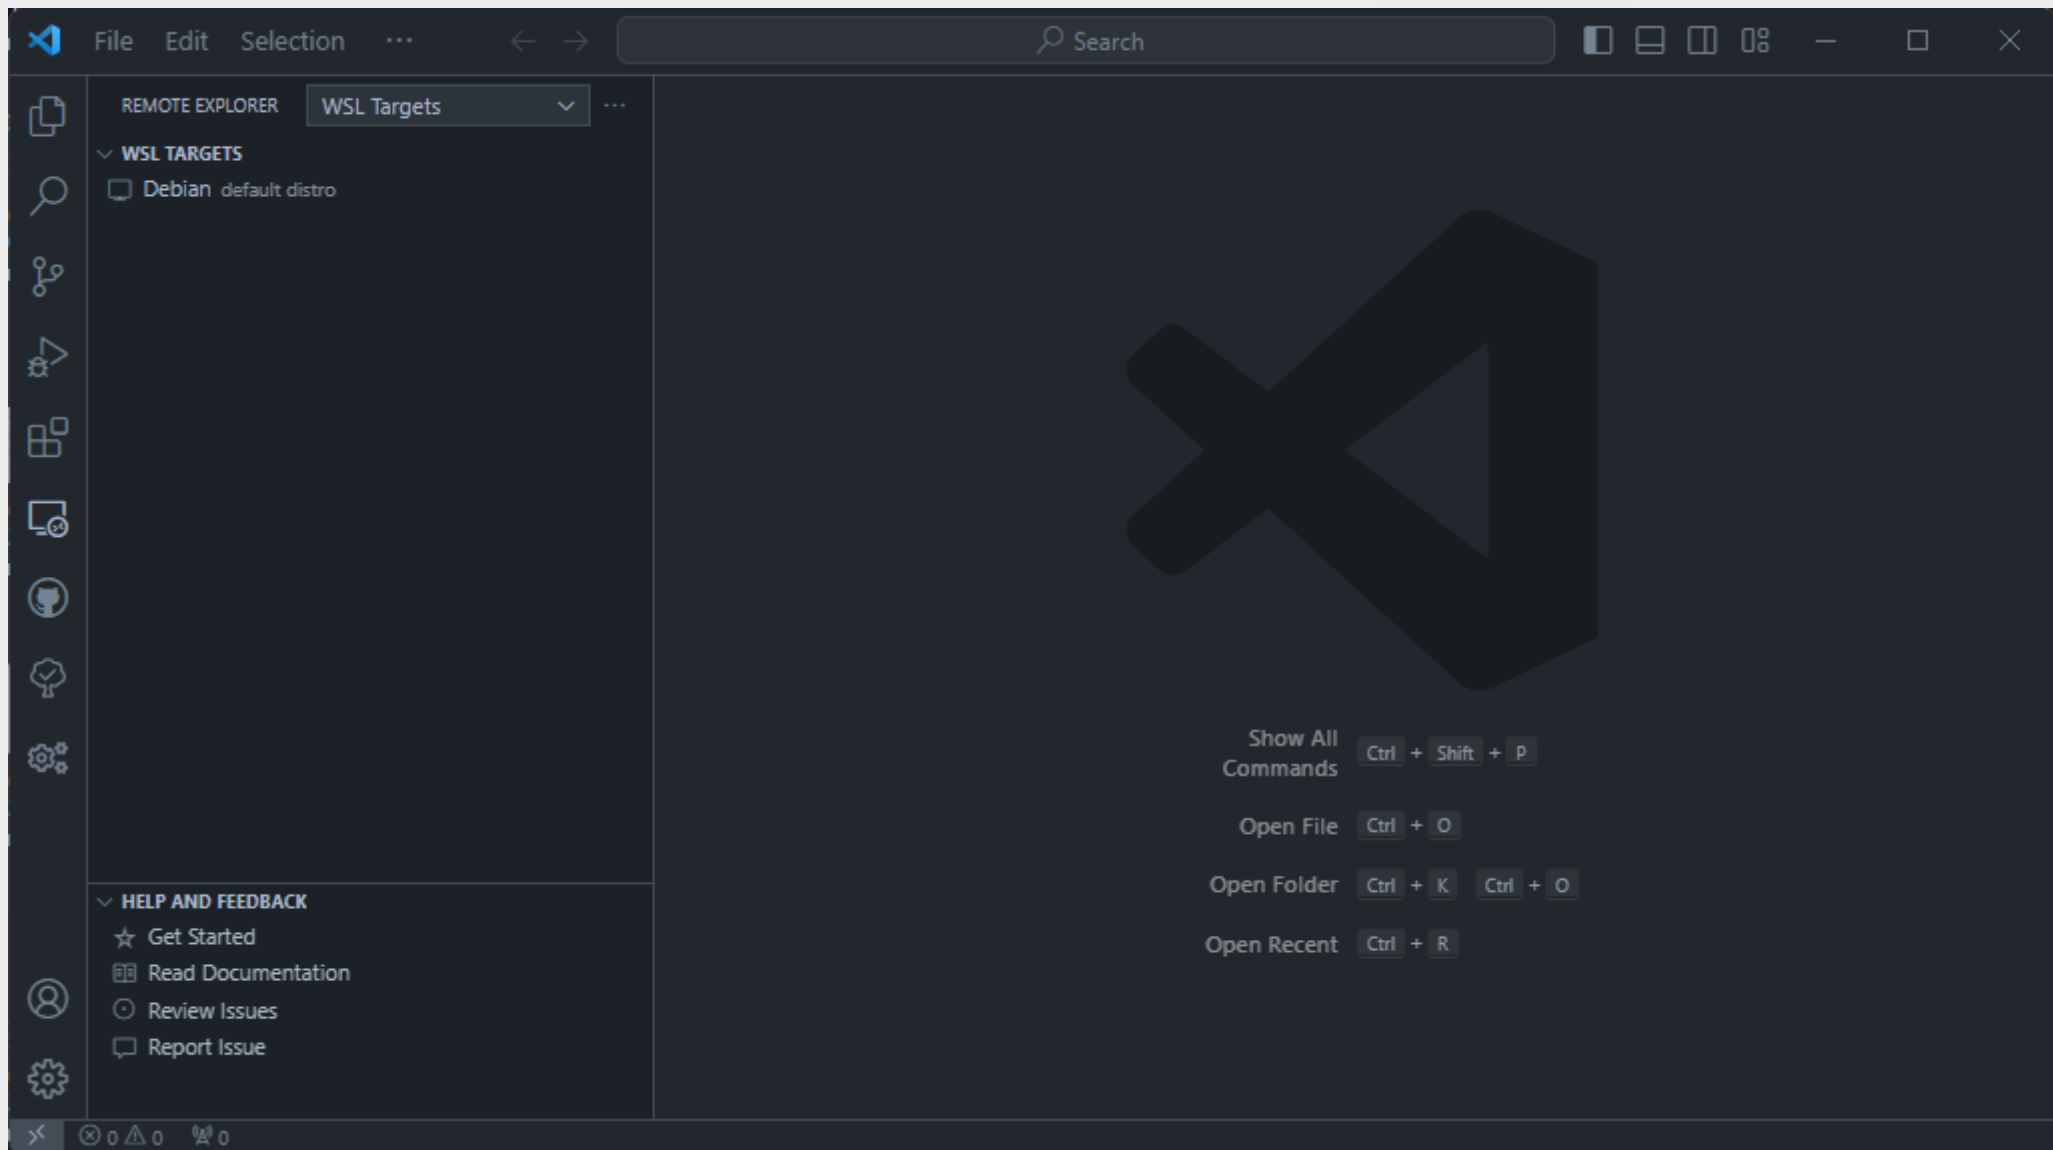 File Edit Selection ···
Search
REMOTE EXPLORER WSL Targets ···
WSL TARGETS
Debian default distro
Show All
Commands Ctrl + Shift + P
Open File Ctrl + O
Open Folder Ctrl + K Ctrl + O
Open Recent Ctrl + R
HELP AND FEEDBACK
Get Started
Read Documentation
Review Issues
Report Issue
0 0 0